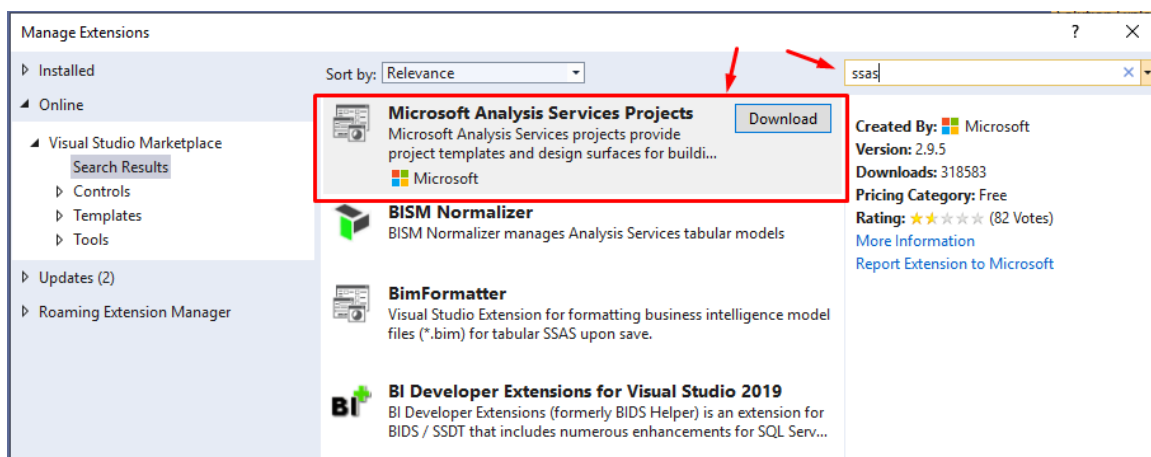 Manage Extensions
?
Installed
Online
Visual Studio Marketplace
Search Results
Controls
Templates
Tools
Updates (2)
Roaming Extension Manager
Sort by: Relevance
ssas
Microsoft Analysis Services Projects
Download
Microsoft Analysis Services projects provide
project templates and design surfaces for buildi...
Microsoft
BISM Normalizer
BISM Normalizer manages Analysis Services tabular models
BimFormatter
Visual Studio Extension for formatting business intelligence model
files (*.bim) for tabular SSAS upon save.
BI
BI Developer Extensions for Visual Studio 2019
BI Developer Extensions (formerly BIDS Helper) is an extension for
BIDS / SSDT that includes numerous enhancements for SQL Serv...
Created By: Microsoft
Version: 2.9.5
Downloads: 318583
Pricing Category: Free
Rating: (82 Votes)
More Information
Report Extension to Microsoft